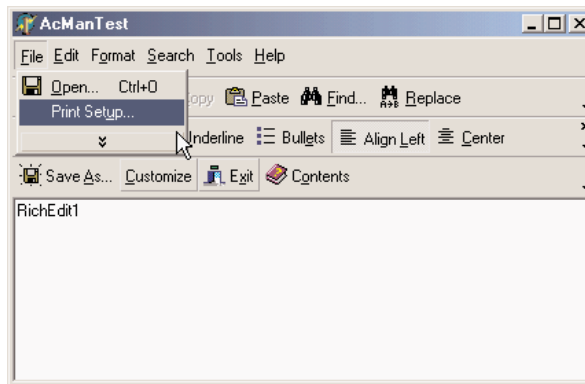 AcManTest
File Edit Format Search Tools Help
Open... Ctrl+O
Print Setup...
Paste Find... Replace
Underline Bullets Align Left Center
Save As... Customize Exit Contents
RichEdit1